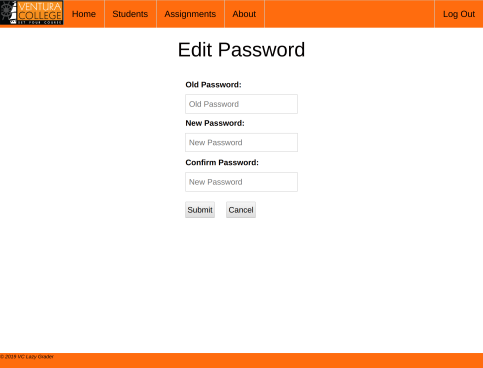 VENTURA
COLLEGE
SET YOUR COURSE
Home
Students
Assignments
About
Log Out
Edit Password
Old Password:
Old Password
New Password:
New Password
Confirm Password:
New Password
Submit
Cancel
© 2015 VC Lazy Grader